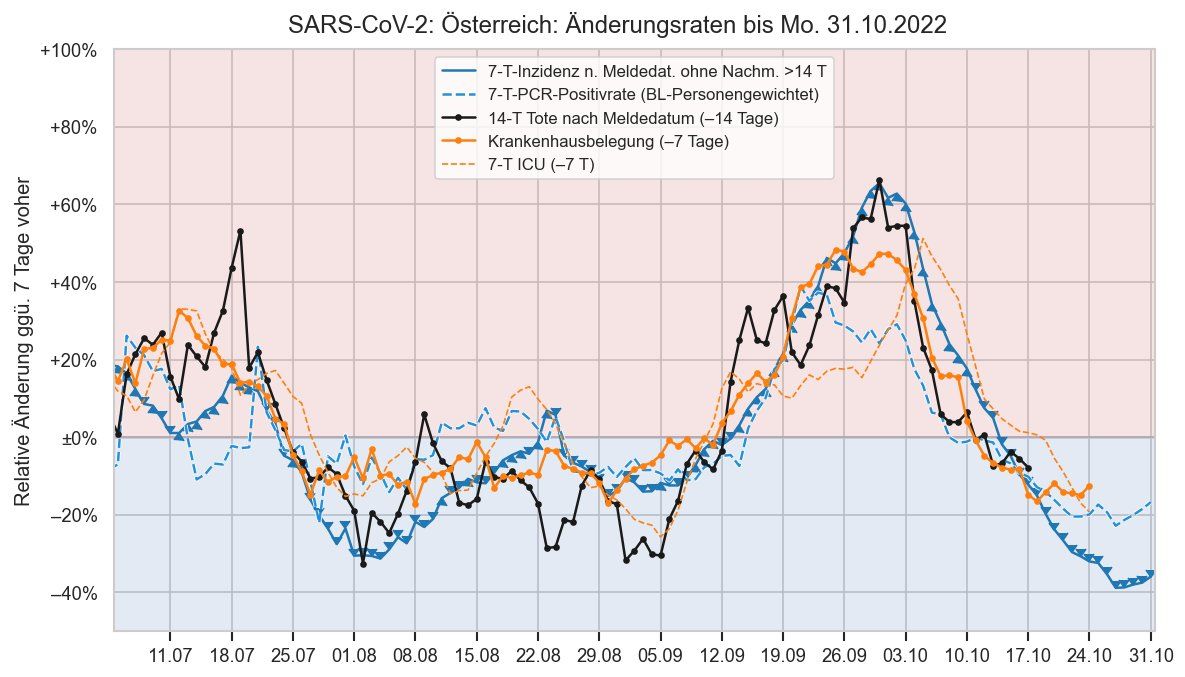 SARS-CoV-2: Österreich: Änderungsraten bis Mo. 31.10.2022
Relative Änderung ggü. 7 Tage voher
+100%
+80%
+60%
+40%
+20%
±0%
–20%
–40%
7-T-Inzidenz n. Meldedat. ohne Nachm. >14 T
7-T-PCR-Positivrate (BL-Personengewichtet)
14-T Tote nach Meldedatum (–14 Tage)
Krankenhausbelegung (–7 Tage)
7-T ICU (–7 T)
11.07 18.07 25.07 01.08 08.08 15.08 22.08 29.08 05.09 12.09 19.09 26.09 03.10 10.10 17.10 24.10 31.10